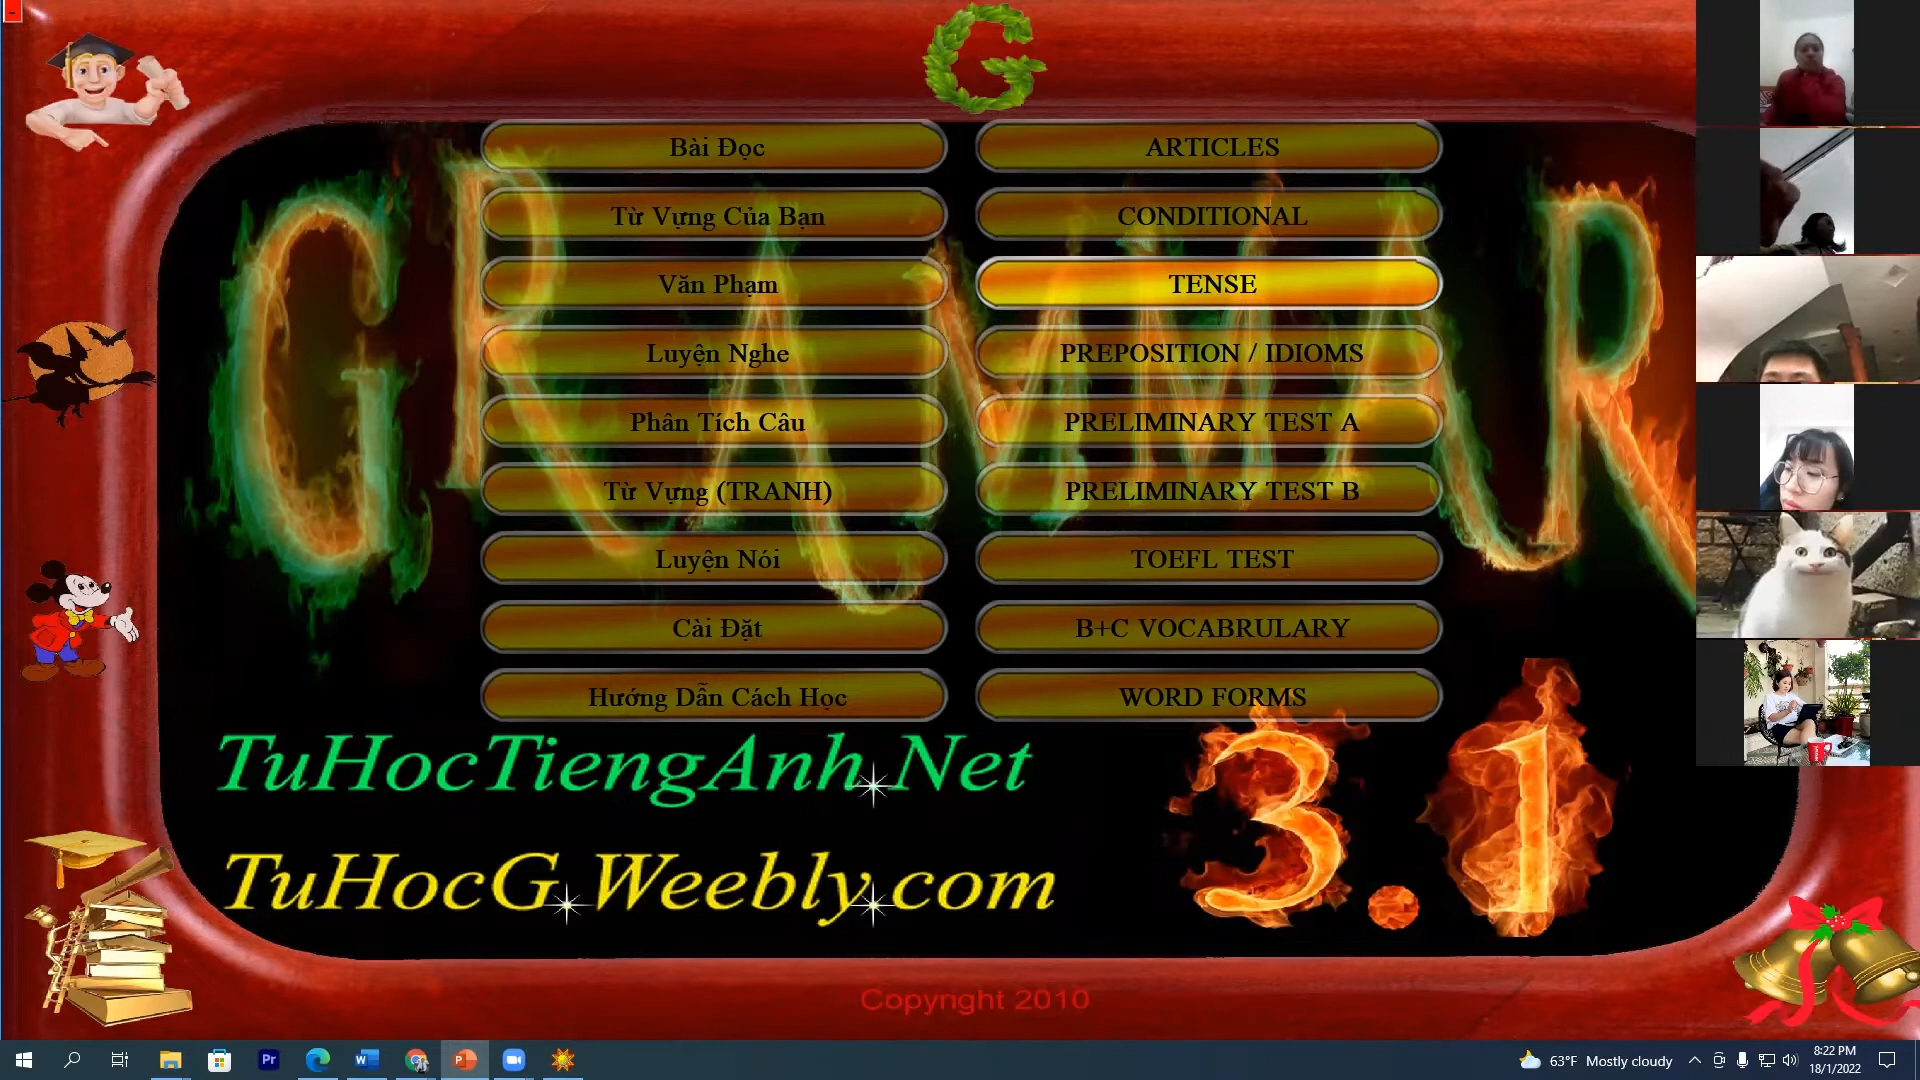 G
GRAMMAR
Bài Đọc
ARTICLES
Từ Vựng Của Bạn
CONDITIONAL
Văn Phạm
TENSE
Luyện Nghe
PREPOSITION / IDIOMS
Phân Tích Câu
PRELIMINARY TEST A
Từ Vựng (TRANH)
PRELIMINARY TEST B
Luyện Nói
TOEFL TEST
Cài Đặt
B+C VOCABRULARY
Hướng Dẫn Cách Học
WORD FORMS
TuHocTiengAnh.Net
TuHocG.Weebly.com
3.1
Copyright 2010
Pr
W
P
63°F Mostly cloudy
8:22 PM
18/1/2022